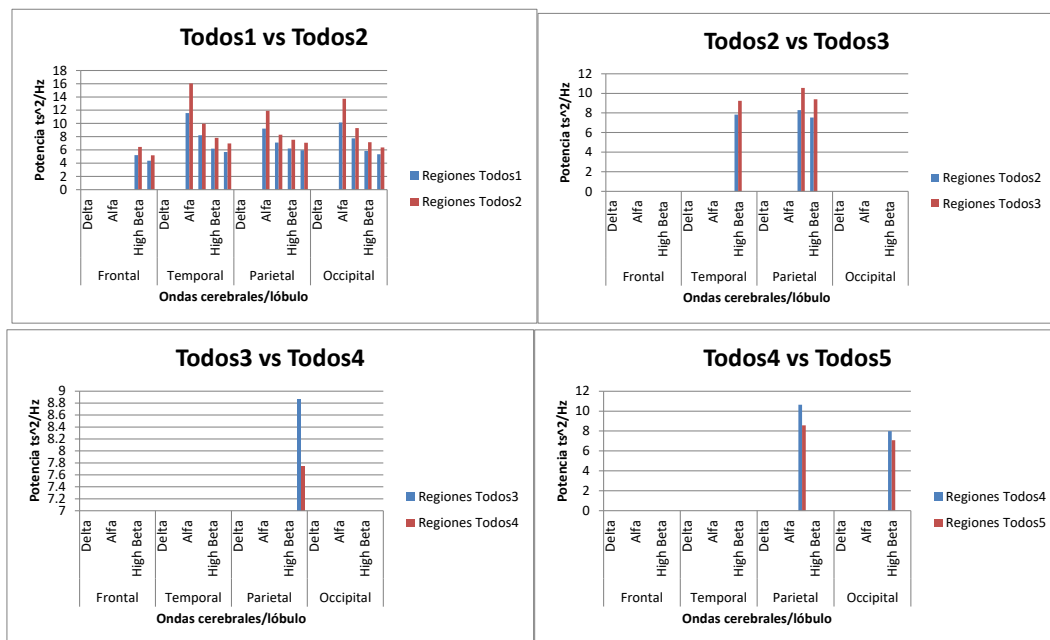 Todos1 vs Todos2
Potencia ts^2/Hz
18
16
14
12
10
8
6
4
2
0
Delta Alfa High Beta Delta Alfa High Beta Delta Alfa High Beta Delta Alfa High Beta
Frontal Temporal Parietal Occipital
Ondas cerebrales/lóbulo
Regiones Todos1
Regiones Todos2
Todos2 vs Todos3
Potencia ts^2/Hz
12
10
8
6
4
2
0
Delta Alfa High Beta Delta Alfa High Beta Delta Alfa High Beta Delta Alfa High Beta
Frontal Temporal Parietal Occipital
Ondas cerebrales/lóbulo
Regiones Todos2
Regiones Todos3
Todos3 vs Todos4
Potencia ts^2/Hz
9
8.8
8.6
8.4
8.2
8
7.8
7.6
7.4
7.2
7
Delta Alfa High Beta Delta Alfa High Beta Delta Alfa High Beta Delta Alfa High Beta
Frontal Temporal Parietal Occipital
Ondas cerebrales/lóbulo
Regiones Todos3
Regiones Todos4
Todos4 vs Todos5
Potencia ts^2/Hz
12
10
8
6
4
2
0
Delta Alfa High Beta Delta Alfa High Beta Delta Alfa High Beta Delta Alfa High Beta
Frontal Temporal Parietal Occipital
Ondas cerebrales/lóbulo
Regiones Todos4
Regiones Todos5